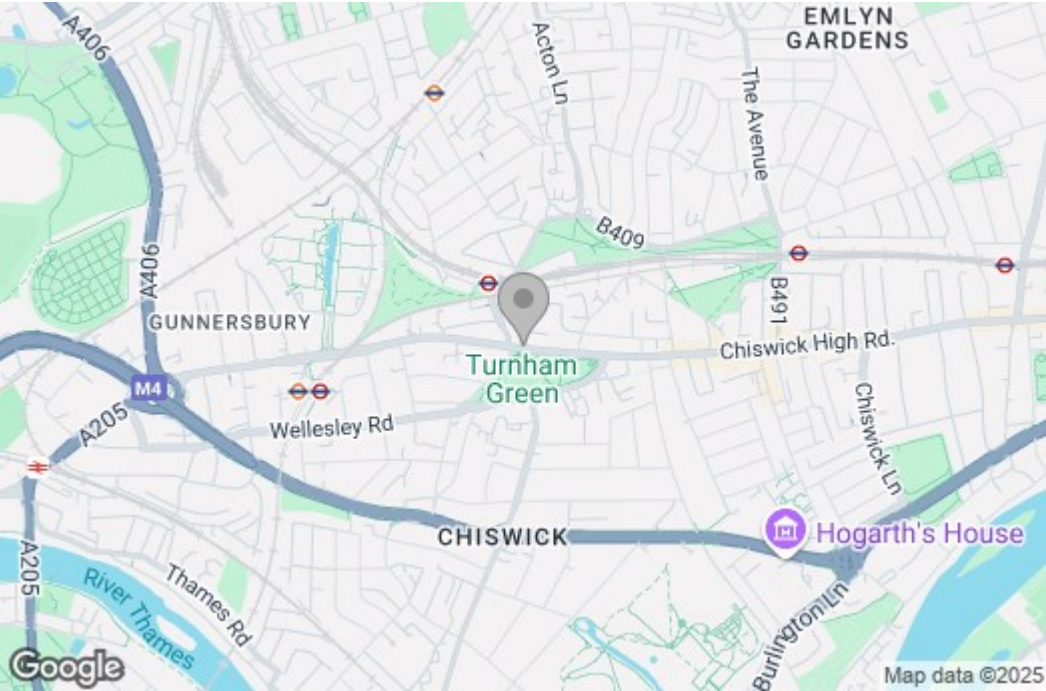 A406
Acton Ln
EMLYN
GARDENS
The Avenue
B409
A406
GUNNERSBURY
B491
Chiswick High Rd.
Turnham
Green
M4
A205
Wellesley Rd
Chiswick Ln
CHISWICK
Hogarth's House
A205
River Thames
Thames Rd
Burlington Ln
Google
Map data ©2025